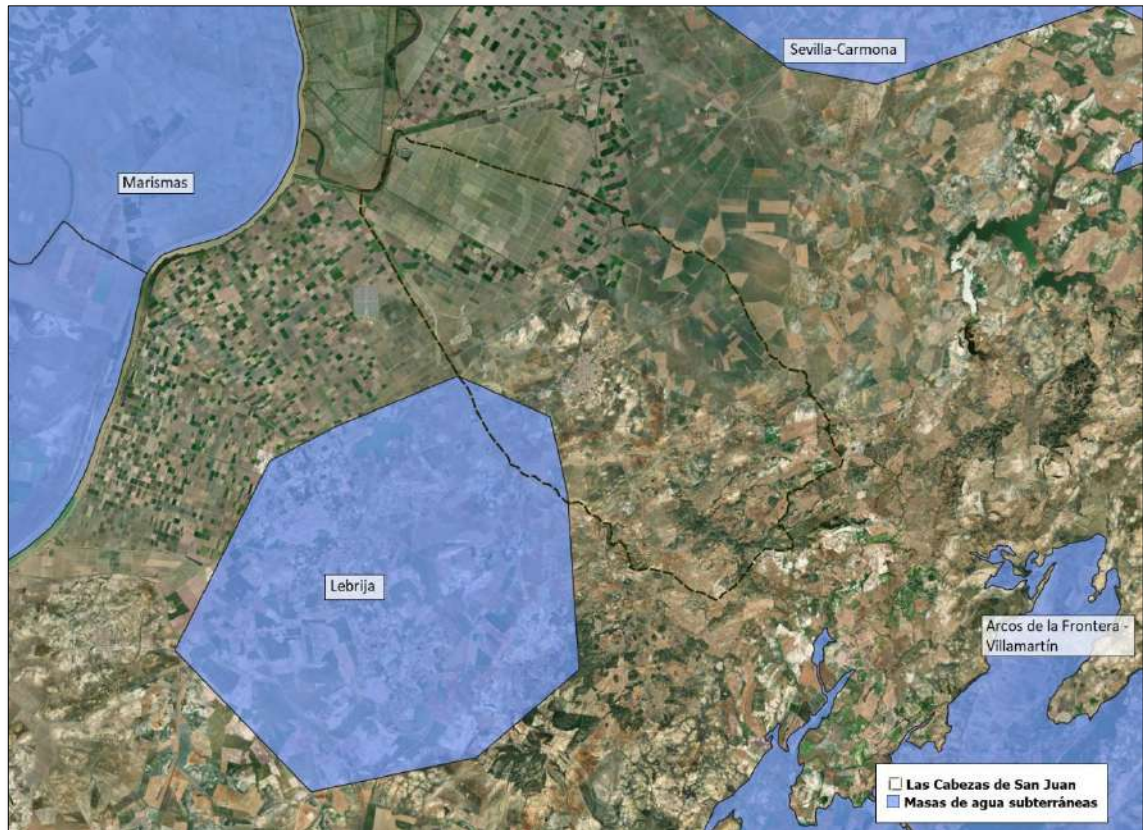 Sevilla-Carmona
Marismas
Lebrija
Arcos de la Frontera -
Villamartín
Las Cabezas de San Juan
Masas de agua subterráneas